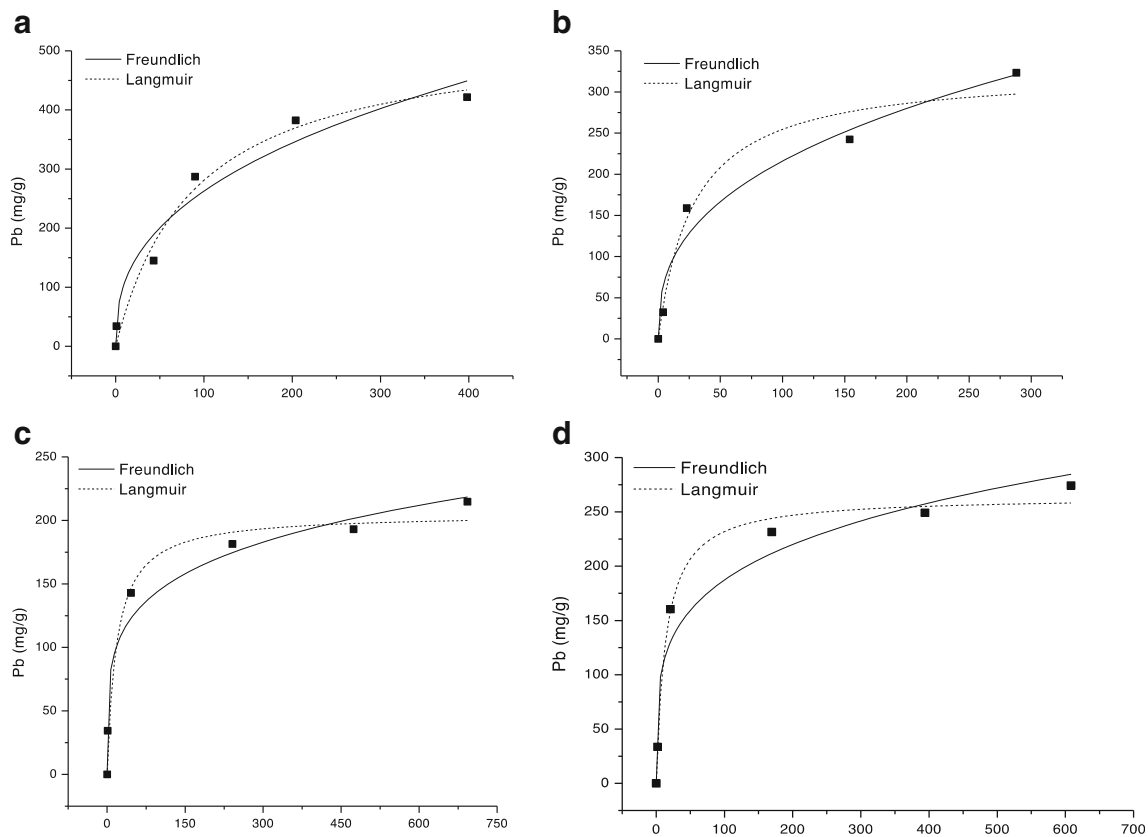 a
Freundlich
Langmuir
500
400
300
200
100
0
Pb (mg/g)
0 100 200 300 400
b
Freundlich
Langmuir
350
300
250
200
150
100
50
0
Pb (mg/g)
0 50 100 150 200 250 300
c
Freundlich
Langmuir
250
200
150
100
50
0
Pb (mg/g)
0 150 300 450 600 750
d
Freundlich
Langmuir
300
250
200
150
100
50
0
Pb (mg/g)
0 100 200 300 400 500 600 700